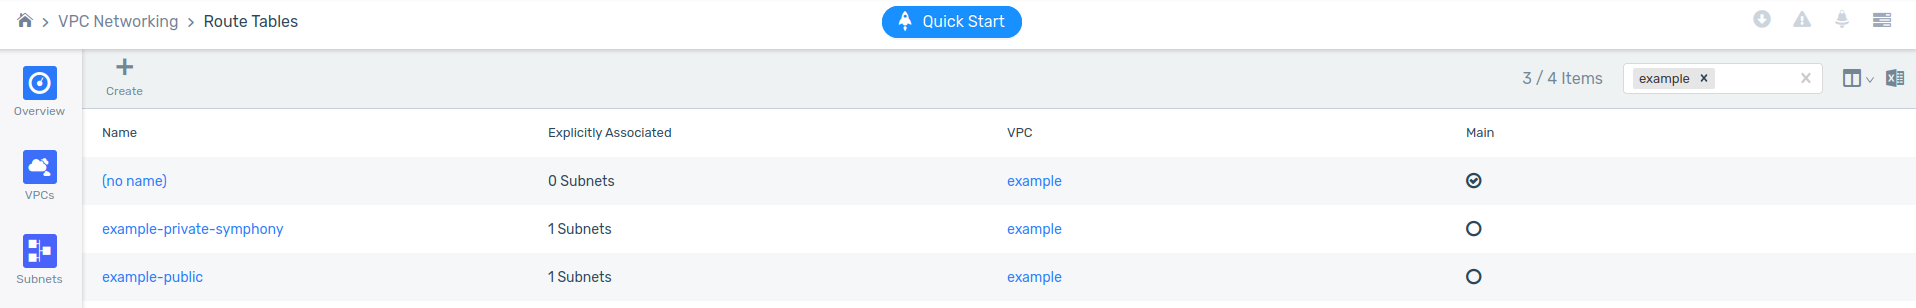 VPC Networking > Route Tables
Quick Start
Create
3 / 4 Items
example ×
Overview
VPCs
Subnets
Name Explicitly Associated VPC Main
(no name) 0 Subnets example
example-private-symphony 1 Subnets example
example-public 1 Subnets example